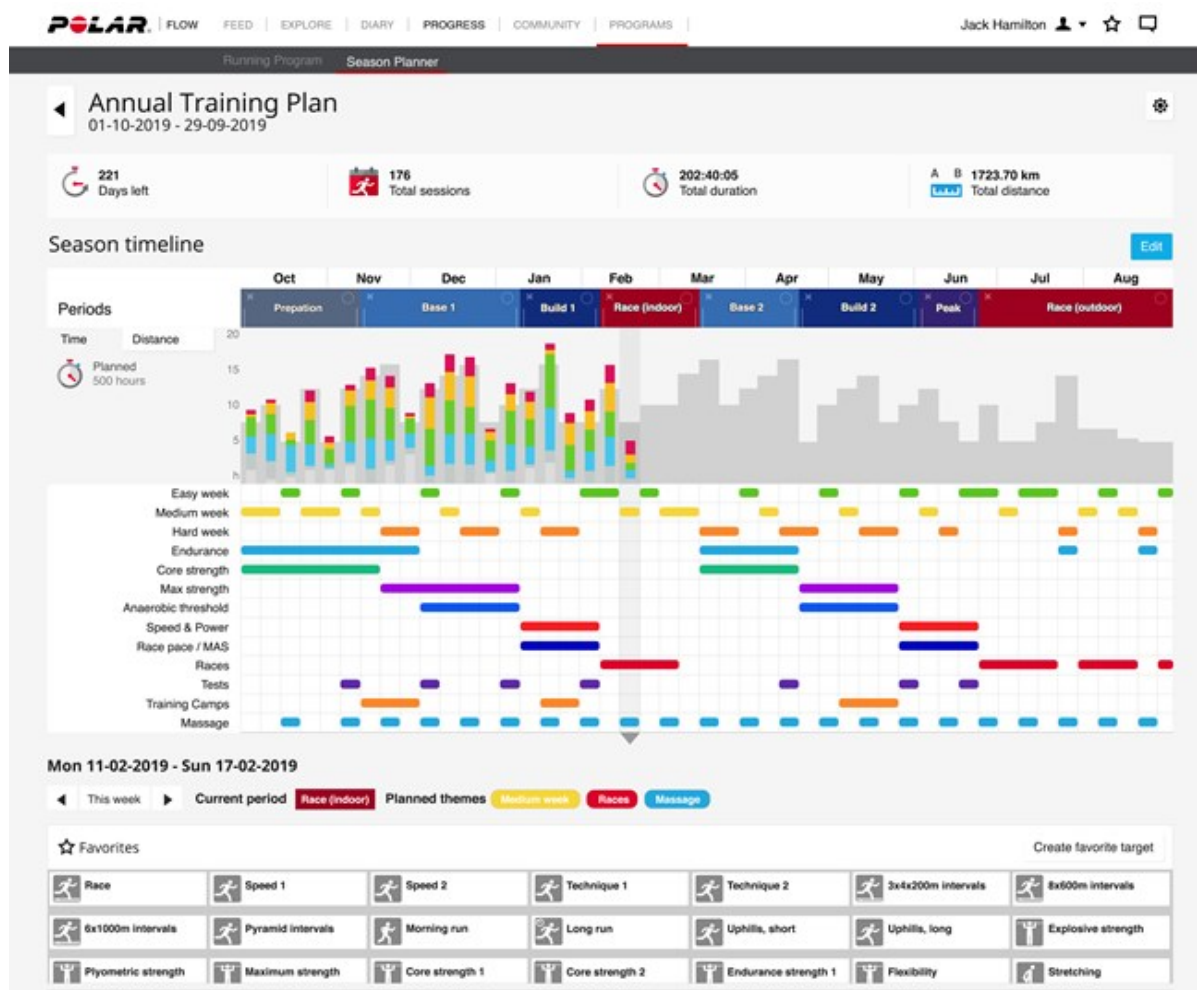 POLAR. FLOW FEED EXPLORE DIARY PROGRESS COMMUNITY PROGRAMS Jack Hamilton
Running Program Season Planner
Annual Training Plan
01-10-2019 - 29-09-2019
221 176 202:40:05 A B 1723.70 km
Days left Total sessions Total duration Total distance
Season timeline Edit
Oct Nov Dec Jan Feb Mar Apr May Jun Jul Aug
Periods Prepation Base 1 Build 1 Race (indoor) Base 2 Build 2 Peak Race (outdoor)
Time Distance 20
Planned 15
500 hours
10
5
h
Easy week
Medium week
Hard week
Endurance
Core strength
Max strength
Anaerobic threshold
Speed & Power
Race pace / MAS
Races
Tests
Training Camps
Massage
Mon 11-02-2019 - Sun 17-02-2019
This week Current period Race (indoor) Planned themes Medium week Races Massage
Favorites Create favorite target
Race Speed 1 Speed 2 Technique 1 Technique 2 3x4x200m intervals 8x600m intervals
6x1000m intervals Pyramid intervals Morning run Long run Uphills, short Uphills, long Explosive strength
Plyometric strength Maximum strength Core strength 1 Core strength 2 Endurance strength 1 Flexibility Stretching